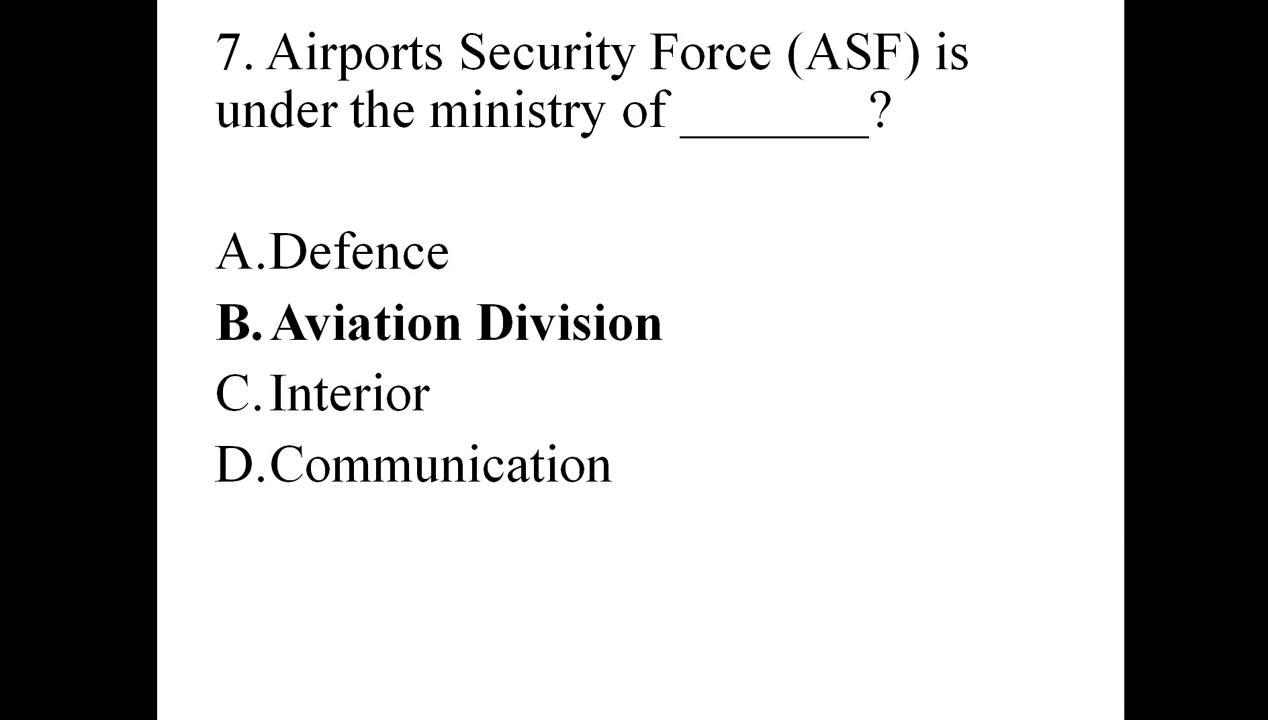 7. Airports Security Force (ASF) is
under the ministry of _______?
A.Defence
B. Aviation Division
C. Interior
D.Communication